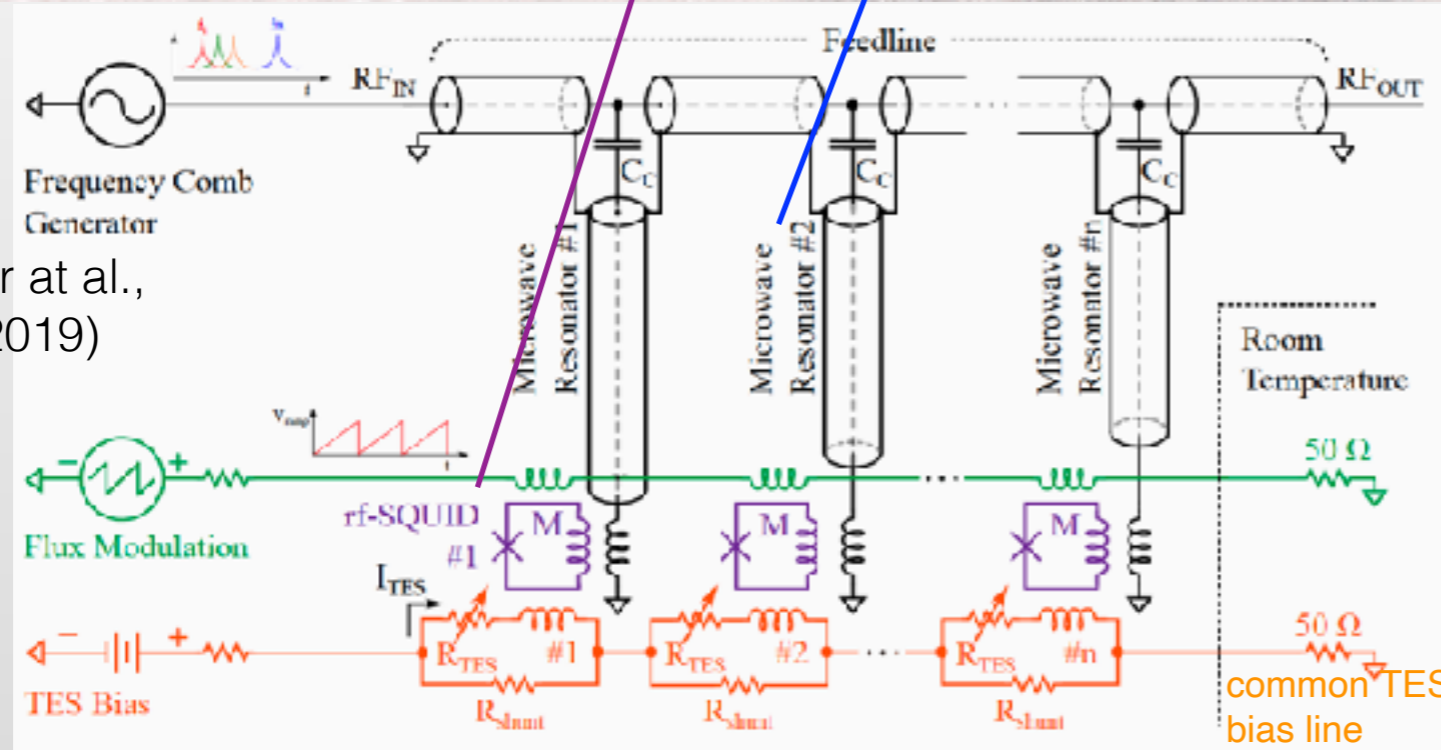 Feedline
RF_IN
RF_OUT
Frequency Comb
Generator
C_C
C_C
C_C
r at al.,
2019)
Microwave
Resonator #1
Microwave
Resonator #2
Microwave
Resonator #n
Room
Temperature
V_ramp
t
50 Ω
Flux Modulation
rf-SQUID
#1
M
M
M
I_TES
R_TES
#1
R_TES
#2
R_TES
#n
50 Ω
TES Bias
R_shunt
R_shunt
R_shunt
common TES
bias line